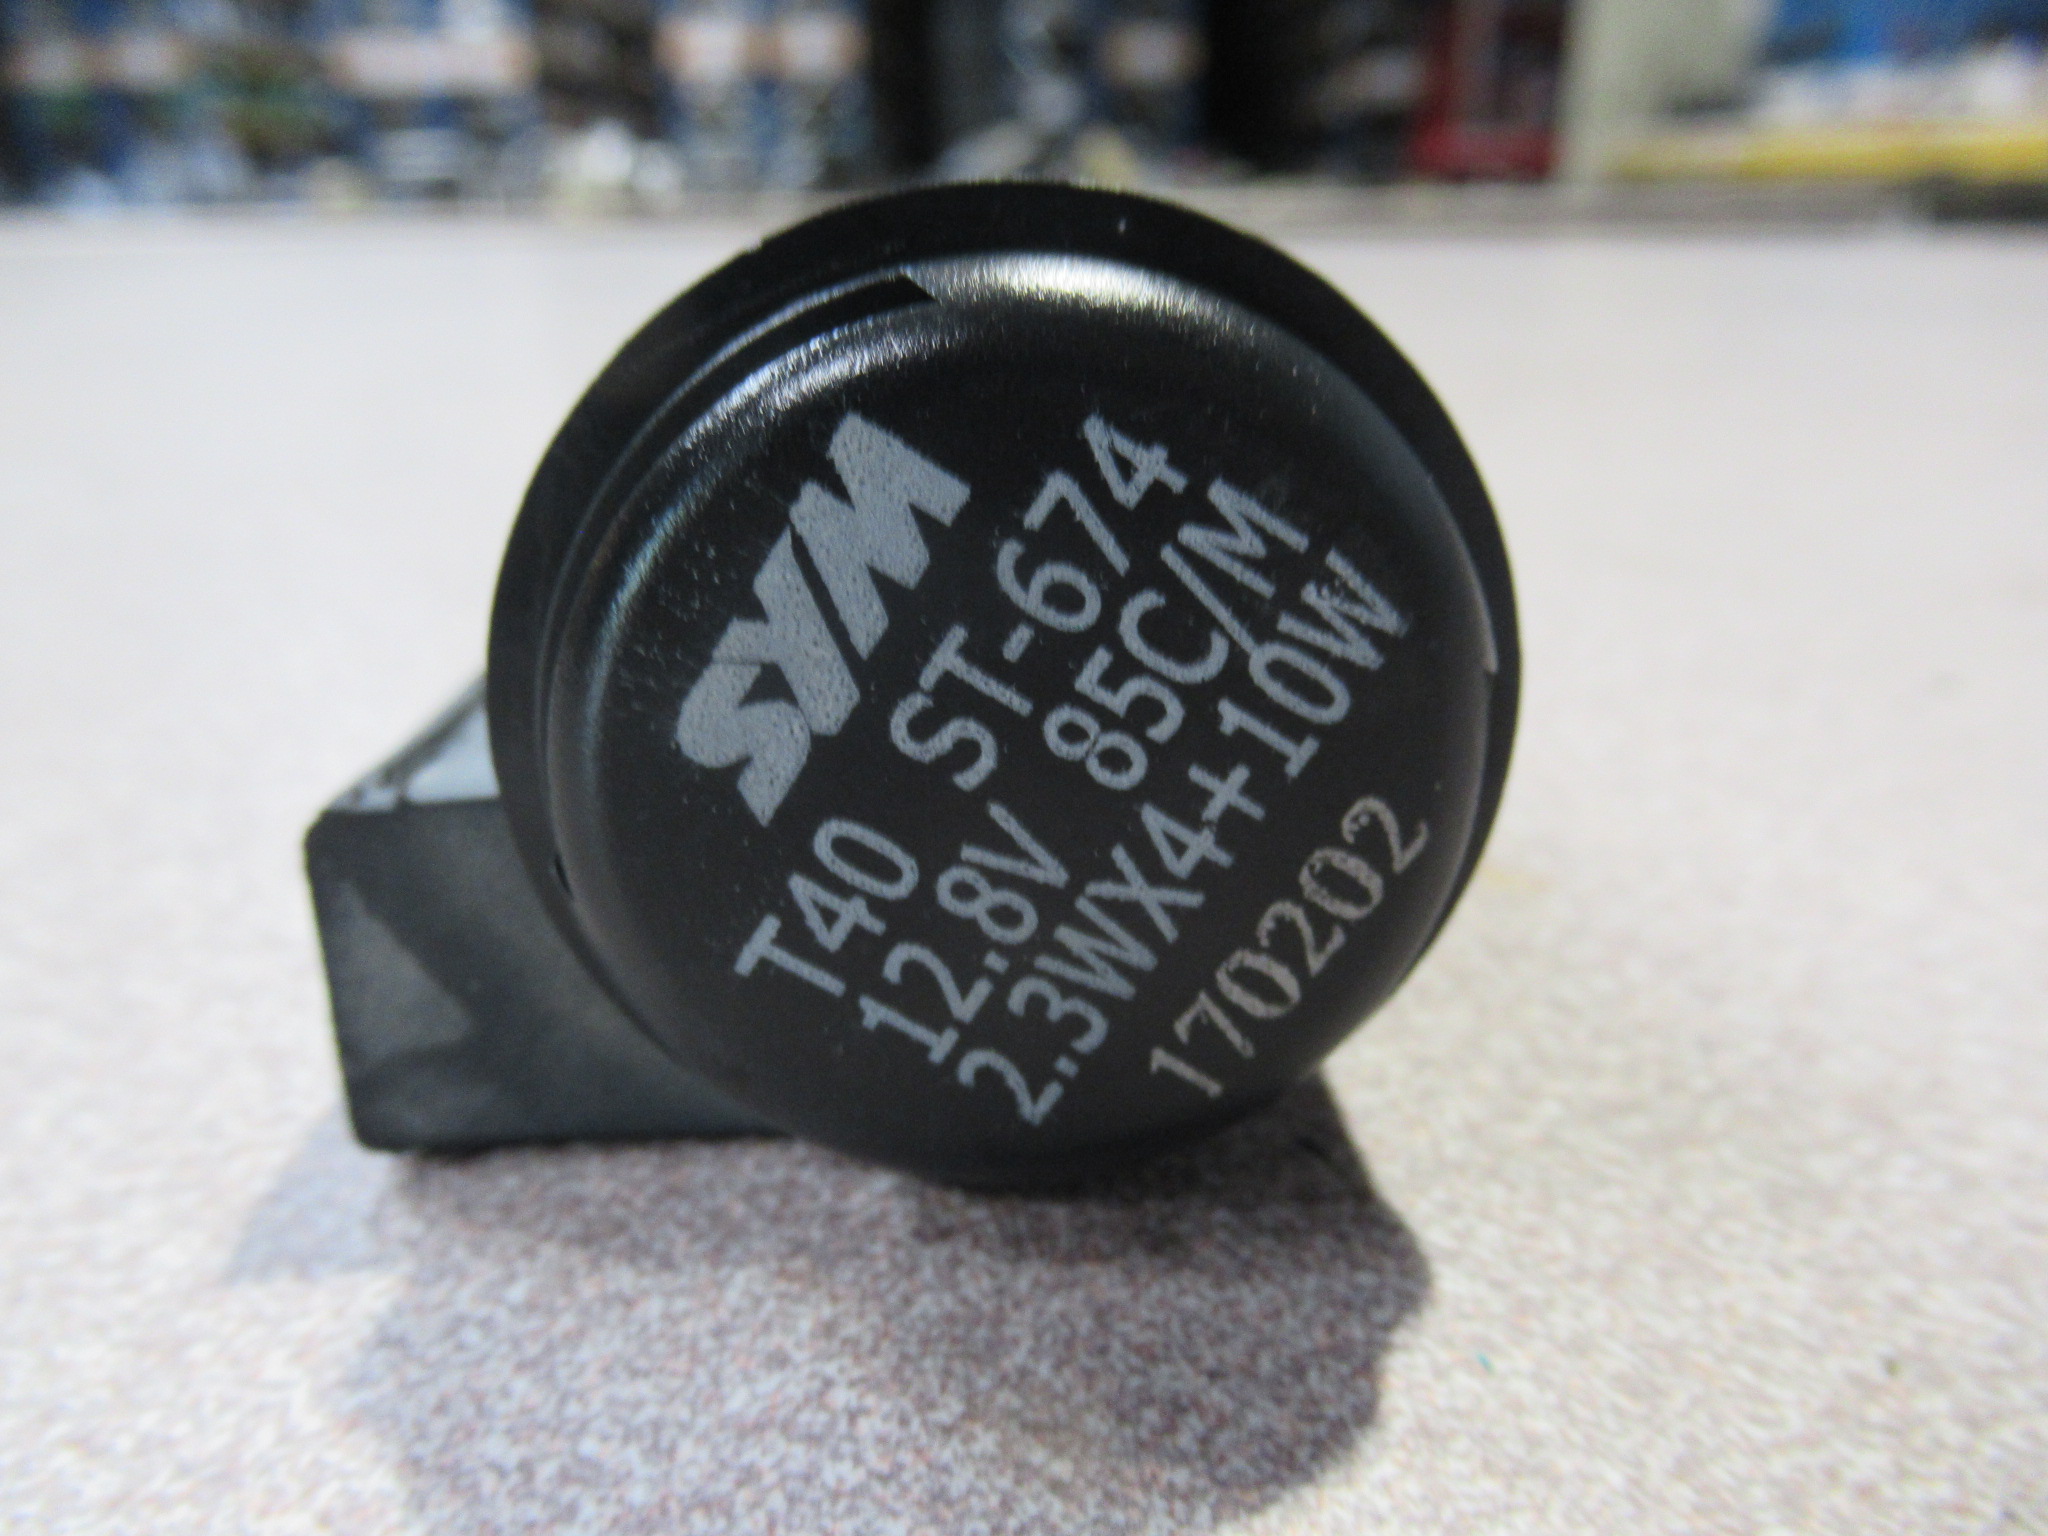 SYM
T40 ST-674
12.8V 85C/M
2.3WX4+10W
170202